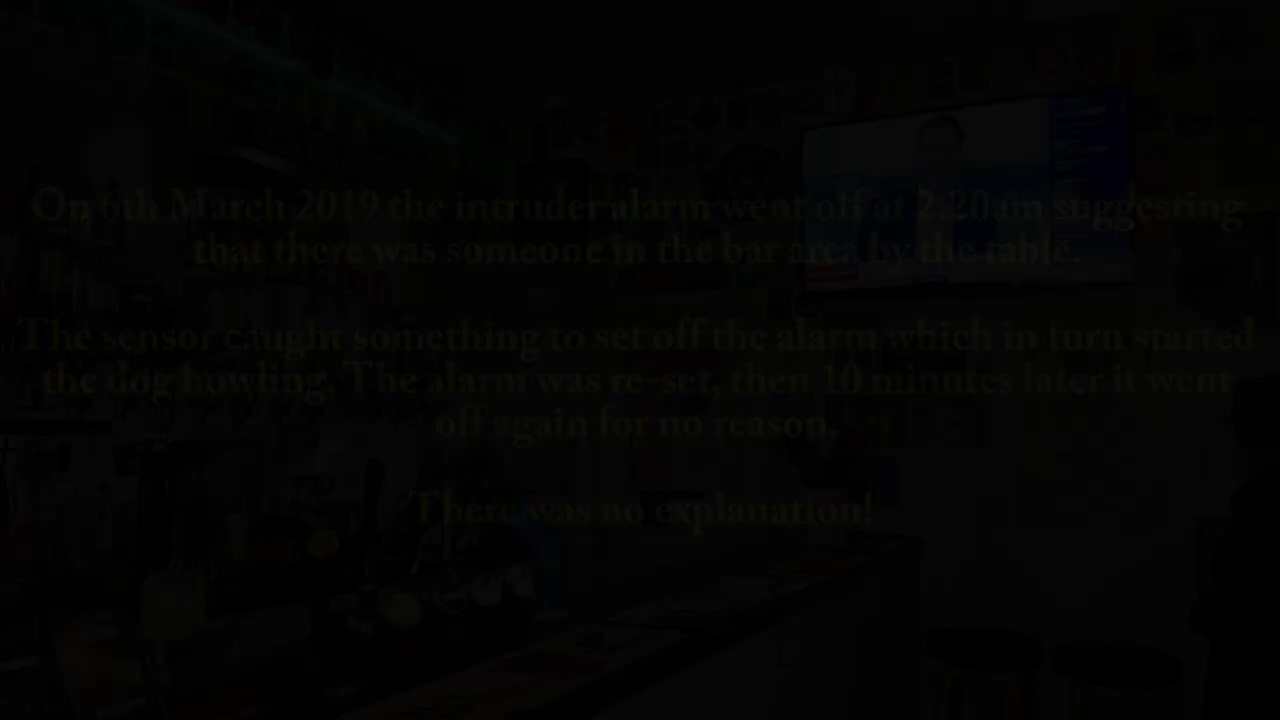 On 6th March 2019 the intruder alarm went off at 2.20am suggesting
that there was someone in the bar area by the table.
The sensor caught something to set off the alarm which in turn started
the dog howling. The alarm was re-set, then 10 minutes later it went
off again for no reason.
There was no explanation!